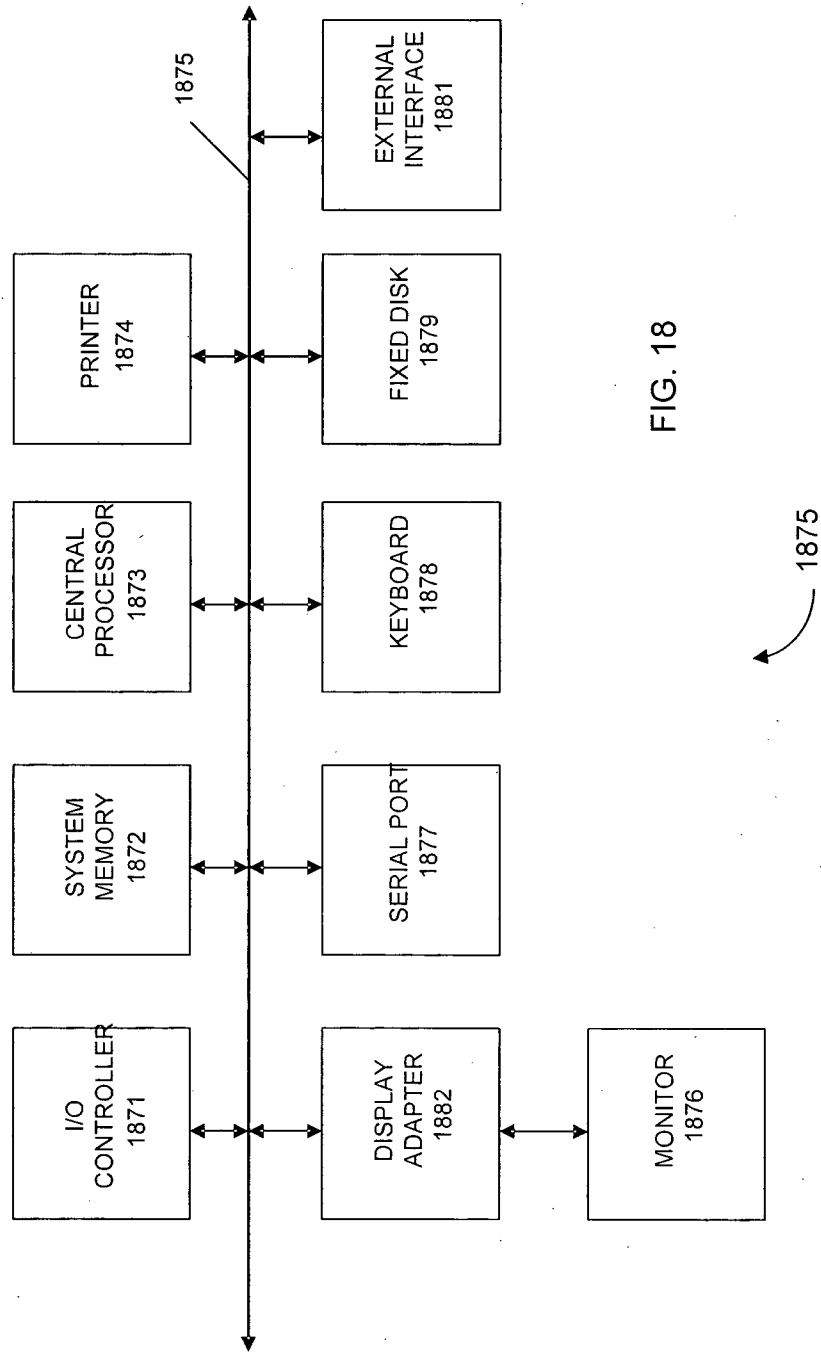 I/O
CONTROLLER
1871
SYSTEM
MEMORY
1872
CENTRAL
PROCESSOR
1873
PRINTER
1874
1875
DISPLAY
ADAPTER
1882
SERIAL PORT
1877
KEYBOARD
1878
FIXED DISK
1879
EXTERNAL
INTERFACE
1881
MONITOR
1876
FIG. 18
1875